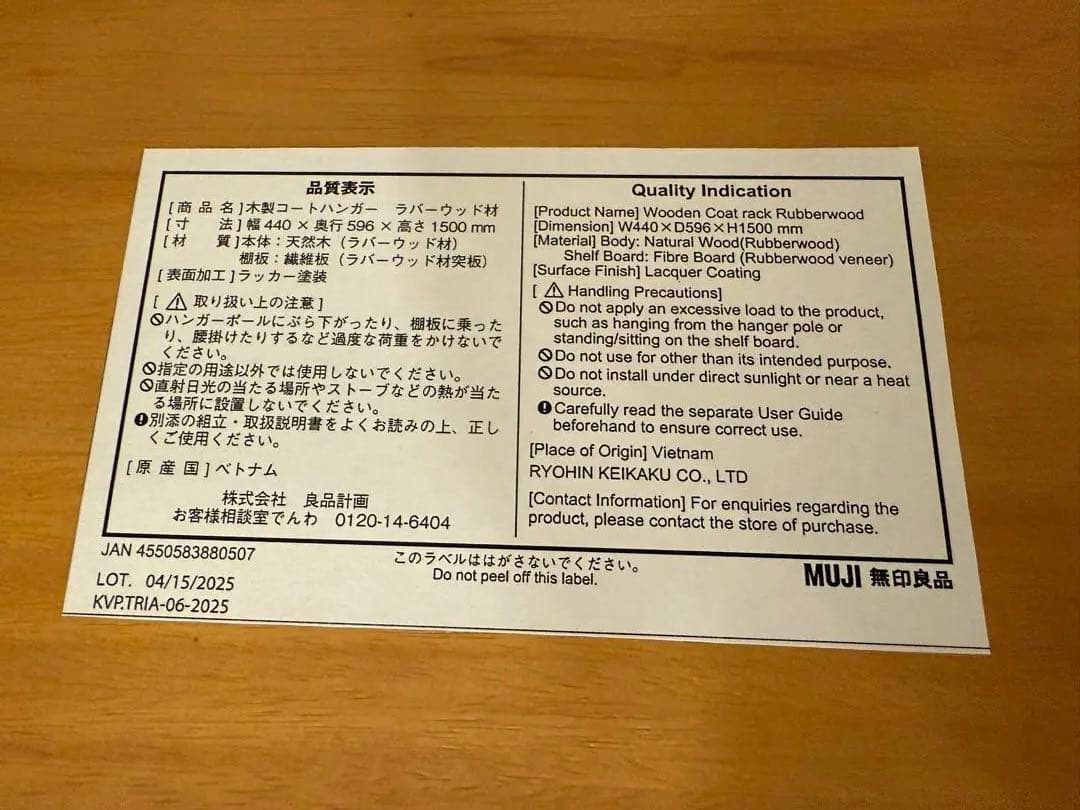 品質表示
[商品名]木製コートハンガー ラバーウッド材
[寸 法]幅440×奥行596×高さ1500mm
[材 質]本体:天然木(ラバーウッド材)
棚板:繊維板(ラバーウッド材突板)
[表面加工]ラッカー塗装
[⚠ 取り扱い上の注意]
🚫ハンガーポールにぶら下がったり、棚板に乗った
り、腰掛けたりするなど過度な荷重をかけないで
ください。
🚫指定の用途以外では使用しないでください。
🚫直射日光の当たる場所やストーブなどの熱が当た
る場所に設置しないでください。
❗別添の組立・取扱説明書をよくお読みの上、正し
くご使用ください。
[原産国]ベトナム
株式会社 良品計画
お客様相談室でんわ 0120-14-6404
Quality Indication
[Product Name] Wooden Coat rack Rubberwood
[Dimension] W440×D596×H1500 mm
[Material] Body: Natural Wood(Rubberwood)
Shelf Board: Fibre Board (Rubberwood veneer)
[Surface Finish] Lacquer Coating
[⚠ Handling Precautions]
🚫Do not apply an excessive load to the product,
such as hanging from the hanger pole or
standing/sitting on the shelf board.
🚫Do not use for other than its intended purpose.
🚫Do not install under direct sunlight or near a heat
source.
❗Carefully read the separate User Guide
beforehand to ensure correct use.
[Place of Origin] Vietnam
RYOHIN KEIKAKU CO., LTD
[Contact Information] For enquiries regarding the
product, please contact the store of purchase.
JAN 4550583880507
LOT. 04/15/2025
KVP.TRIA-06-2025
このラベルははがさないでください。
Do not peel off this label.
MUJI 無印良品